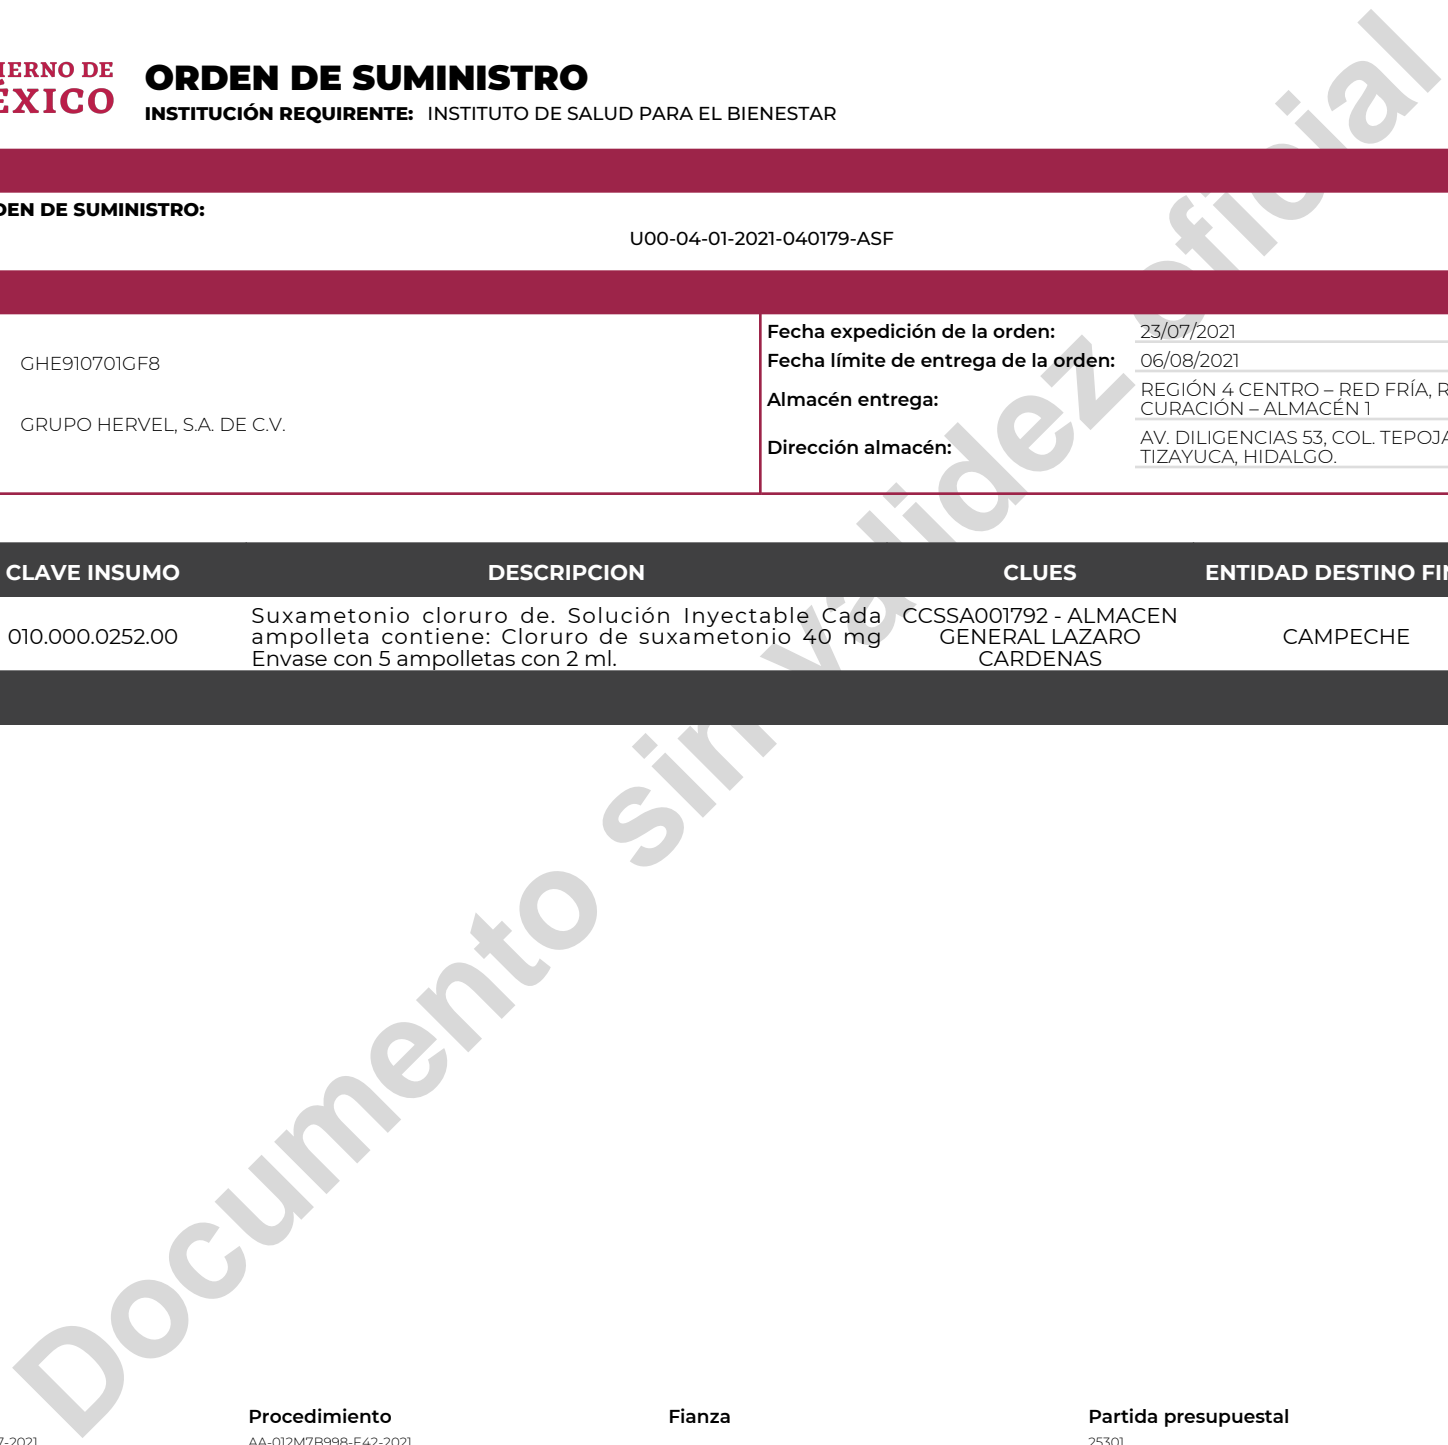 ORDEN DE SUMINISTRO
INSTITUCIÓN REQUIRENTE: INSTITUTO DE SALUD PARA EL BIENESTAR
DE
XICO
DE SUMINISTRO:
U00-04-01-2021-040179-ASF
GHE910701GF8
GRUPO HERVEL, S.A. DE C.V.
Fecha expedición de la orden: 23/07/2021
Fecha límite de entrega de la orden: 06/08/2021
Almacén entrega: REGIÓN 4 CENTRO – RED FRÍA,
CURACIÓN – ALMACÉN 1
Dirección almacén: AV. DILIGENCIAS 53, COL.
TIZAYUCA, HIDALGO.
CLAVE INSUMO DESCRIPCION CLUES ENTIDAD DESTINO
010.000.0252.00
Suxametonio cloruro de. Solución Inyectable Cada
ampolleta contiene: Cloruro de suxametonio 40 mg
Envase con 5 ampolletas con 2 ml.
CCSSA001792 - ALMACEN
GENERAL LAZARO
CARDENAS
CAMPECHE
Documento sin validez oficial
Procedimiento Fianza Partida presupuestal